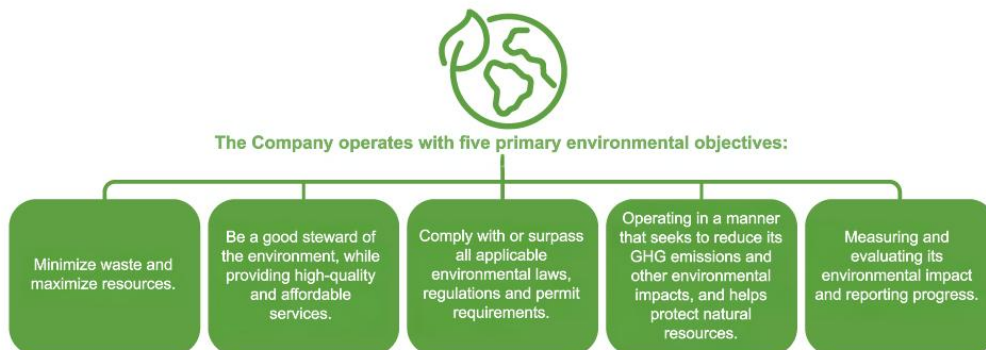 The Company operates with five primary environmental objectives:
Minimize waste and
maximize resources.
Be a good steward of
the environment, while
providing high-quality
and affordable
services.
Comply with or surpass
all applicable
environmental laws,
regulations and permit
requirements.
Operating in a manner
that seeks to reduce its
GHG emissions and
other environmental
impacts, and helps
protect natural
resources.
Measuring and
evaluating its
environmental impact
and reporting progress.